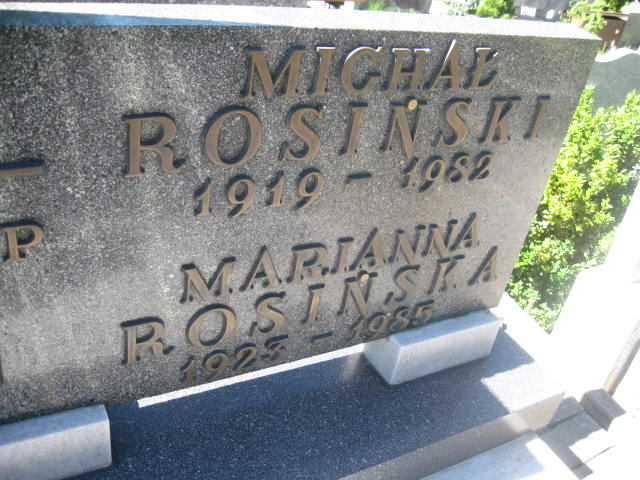 MICHAŁ
ROSIŃSKI
1919 – 1982
MARIANNA
ROSIŃSKA
1923 – 1985